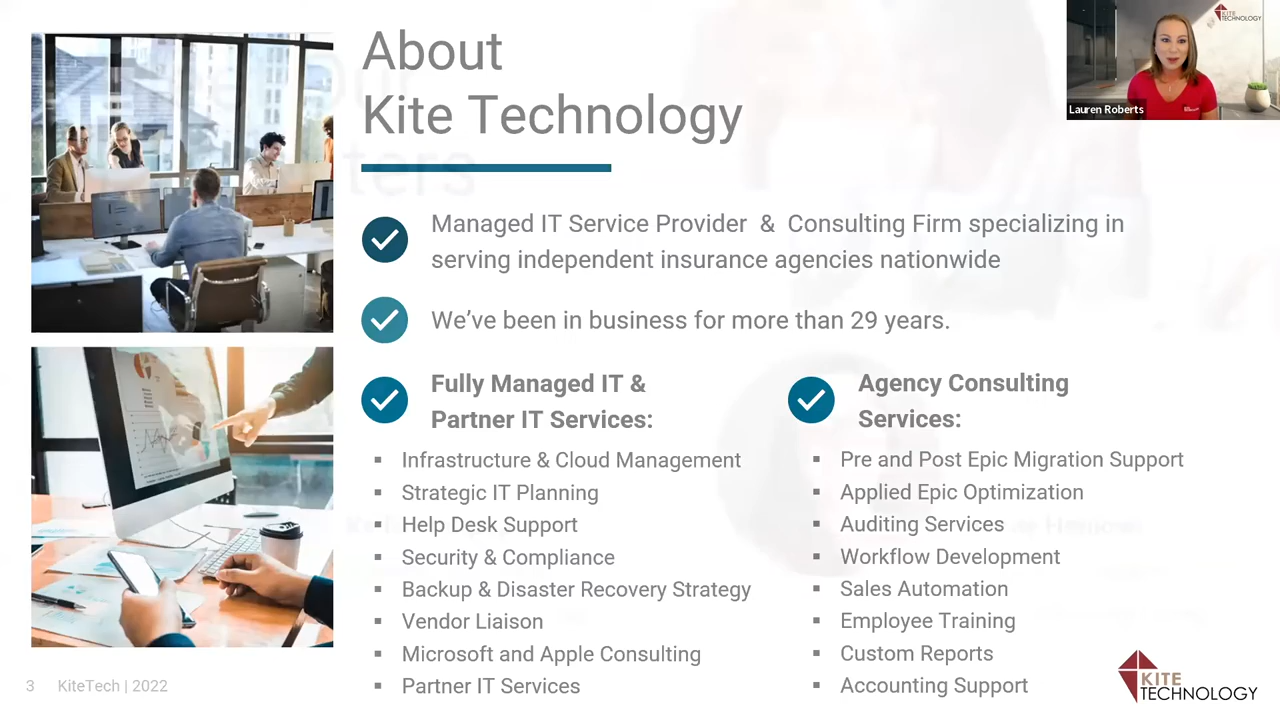 About
Kite Technology
KITE
TECHNOLOGY
Lauren Roberts
Managed IT Service Provider & Consulting Firm specializing in
serving independent insurance agencies nationwide
We’ve been in business for more than 29 years.
Fully Managed IT &
Partner IT Services:
▪ Infrastructure & Cloud Management
▪ Strategic IT Planning
▪ Help Desk Support
▪ Security & Compliance
▪ Backup & Disaster Recovery Strategy
▪ Vendor Liaison
▪ Microsoft and Apple Consulting
▪ Partner IT Services
Agency Consulting
Services:
▪ Pre and Post Epic Migration Support
▪ Applied Epic Optimization
▪ Auditing Services
▪ Workflow Development
▪ Sales Automation
▪ Employee Training
▪ Custom Reports
▪ Accounting Support
3 KiteTech | 2022
KITE
TECHNOLOGY